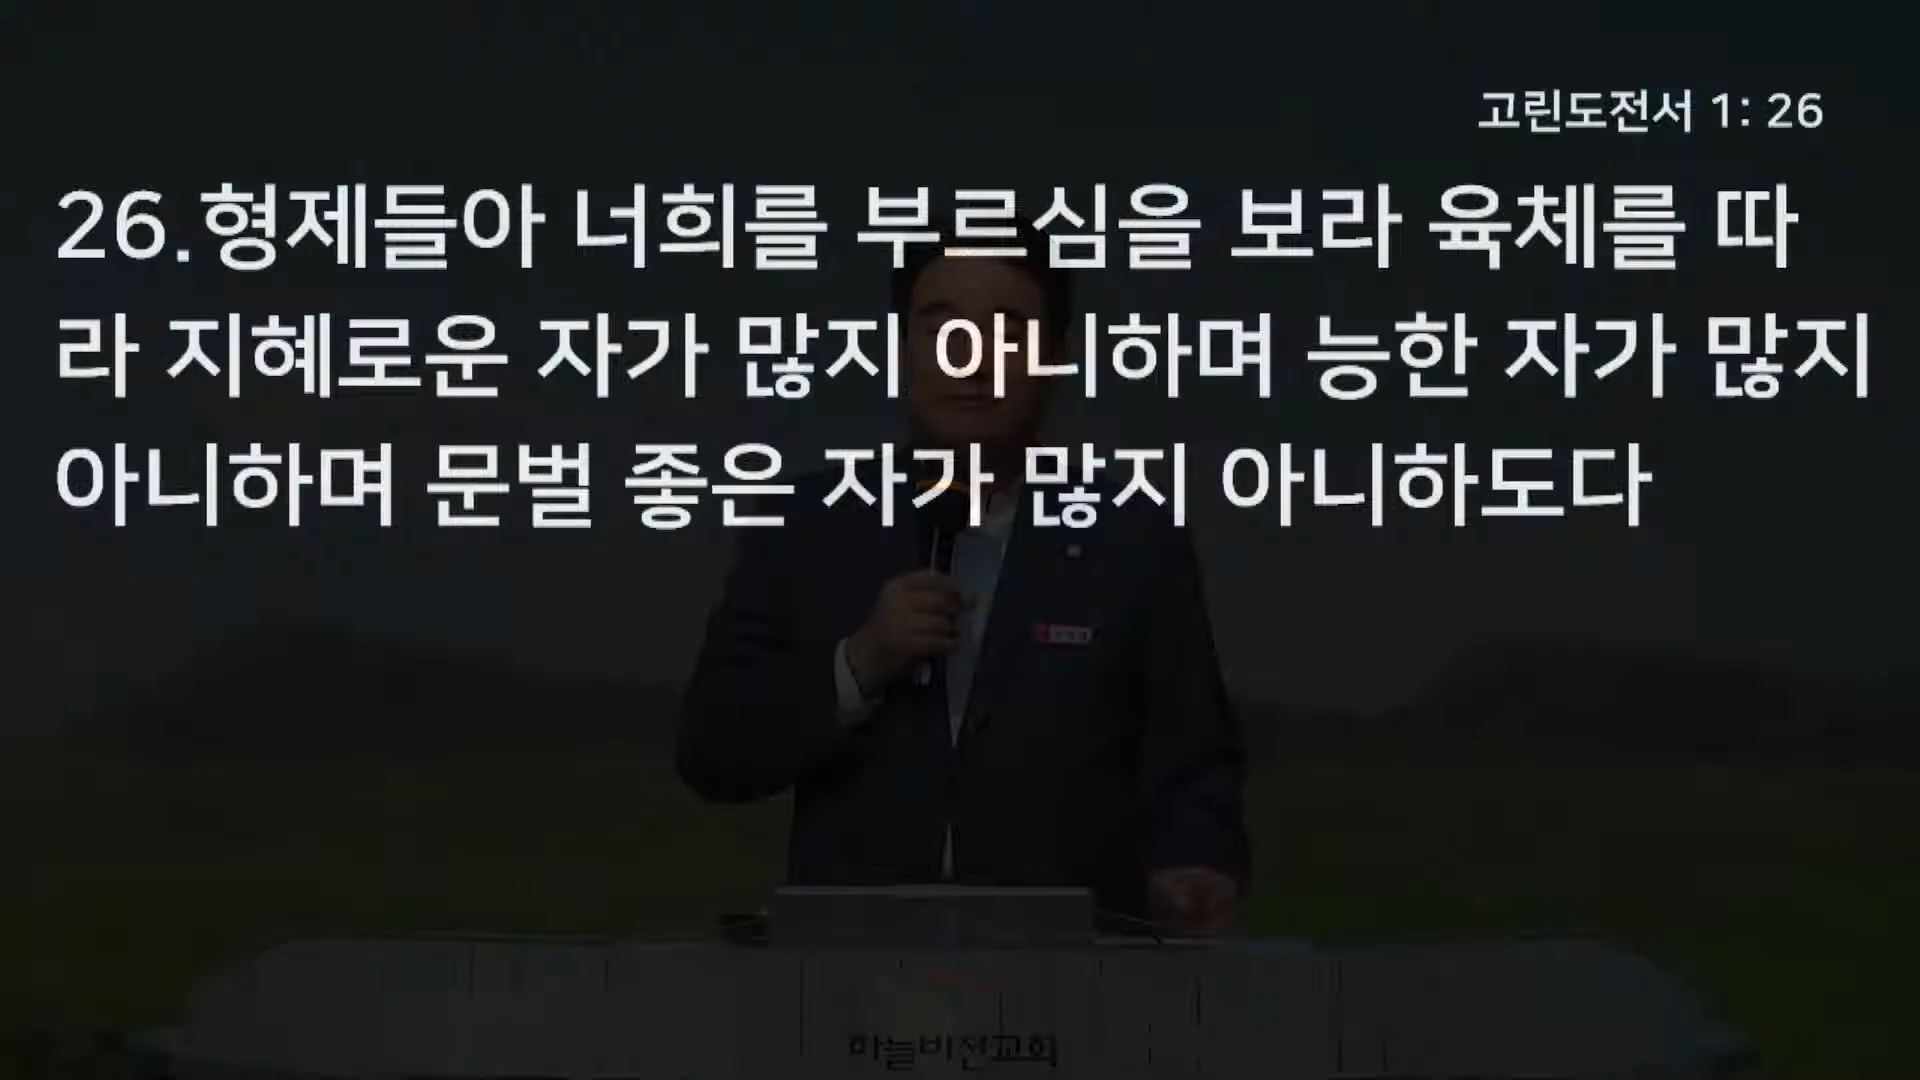 고린도전서 1: 26
26.형제들아 너희를 부르심을 보라 육체를 따
라 지혜로운 자가 많지 아니하며 능한 자가 많지
아니하며 문벌 좋은 자가 많지 아니하도다
하늘비전교회